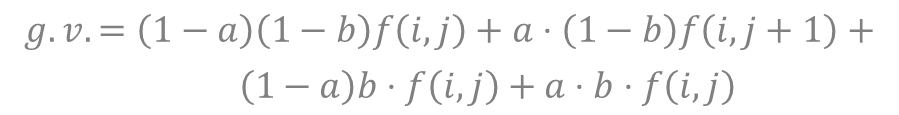 g.v.= (1 − a)(1 − b)f(i,j) + a · (1 − b)f(i,j + 1) +
(1 − a)b · f(i,j) + a · b · f(i,j)